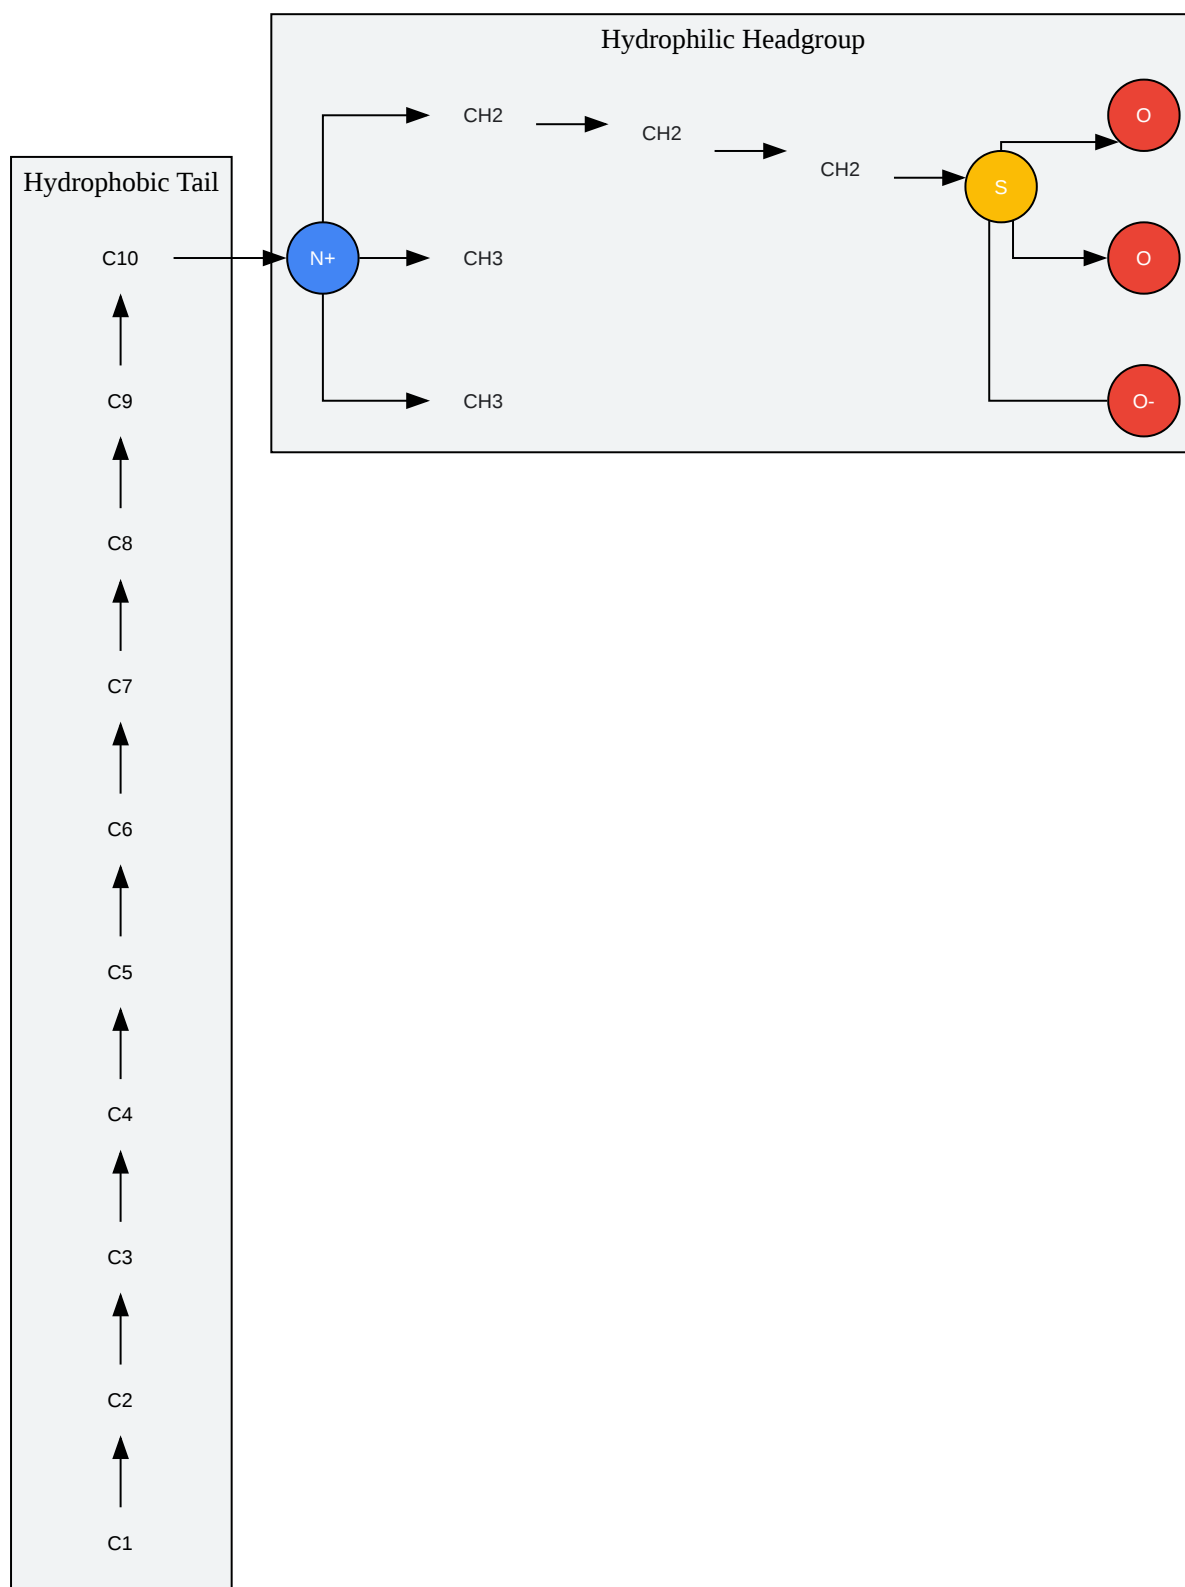 Hydrophilic Headgroup
CH2
CH2
CH2
S
O
O
O-
N+
CH3
CH3
Hydrophobic Tail
C10
C9
C8
C7
C6
C5
C4
C3
C2
C1